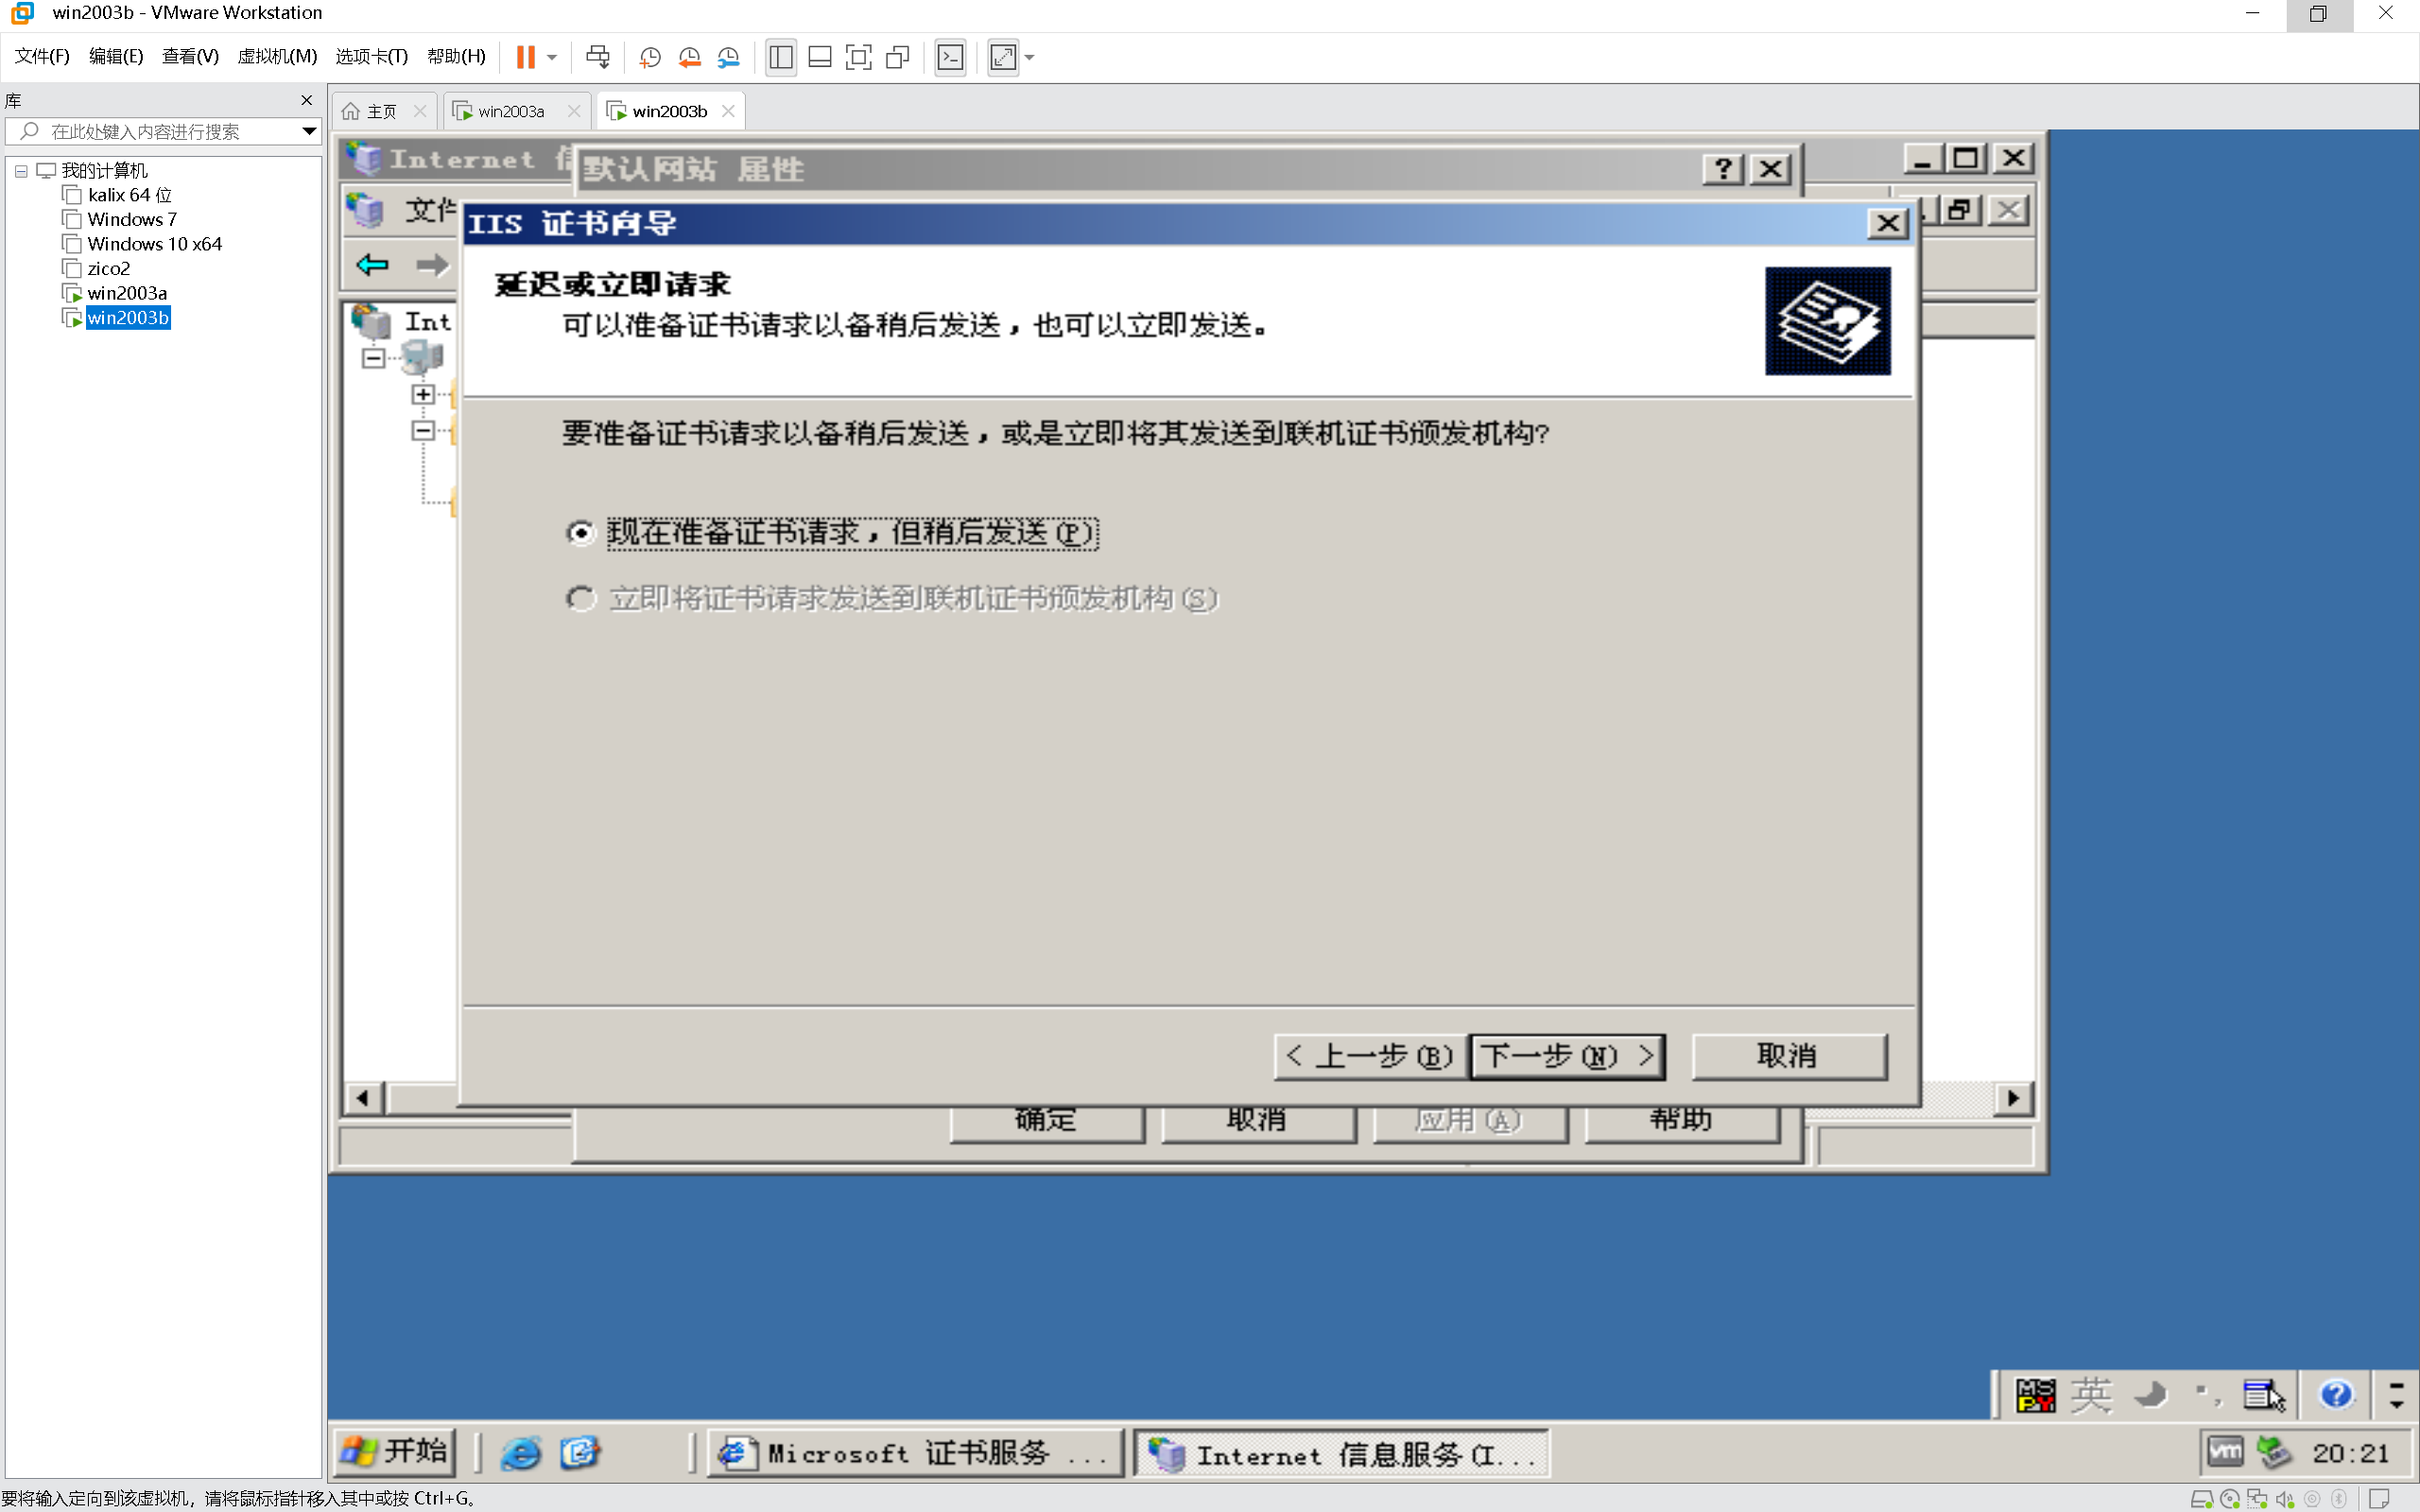 win2003b - VMware Workstation
文件(F) 编辑(E) 查看(V) 虚拟机(M) 选项卡(T) 帮助(H)
库
在此处键入内容进行搜索
我的计算机
kalix 64 位
Windows 7
Windows 10 x64
zico2
win2003a
win2003b
主页 win2003a win2003b
Internet
默认网站 属性
文件
IIS 证书向导
延迟或立即请求
可以准备证书请求以备稍后发送，也可以立即发送。
Int
要准备证书请求以备稍后发送，或是立即将其发送到联机证书颁发机构?
现在准备证书请求，但稍后发送(P)
立即将证书请求发送到联机证书颁发机构(S)
< 上一步(B) 下一步(N) > 取消
确定 取消 应用(A) 帮助
英
开始 Microsoft 证书服务 ... Internet 信息服务(I... vm 20:21
要将输入定向到该虚拟机，请将鼠标指针移入其中或按 Ctrl+G。